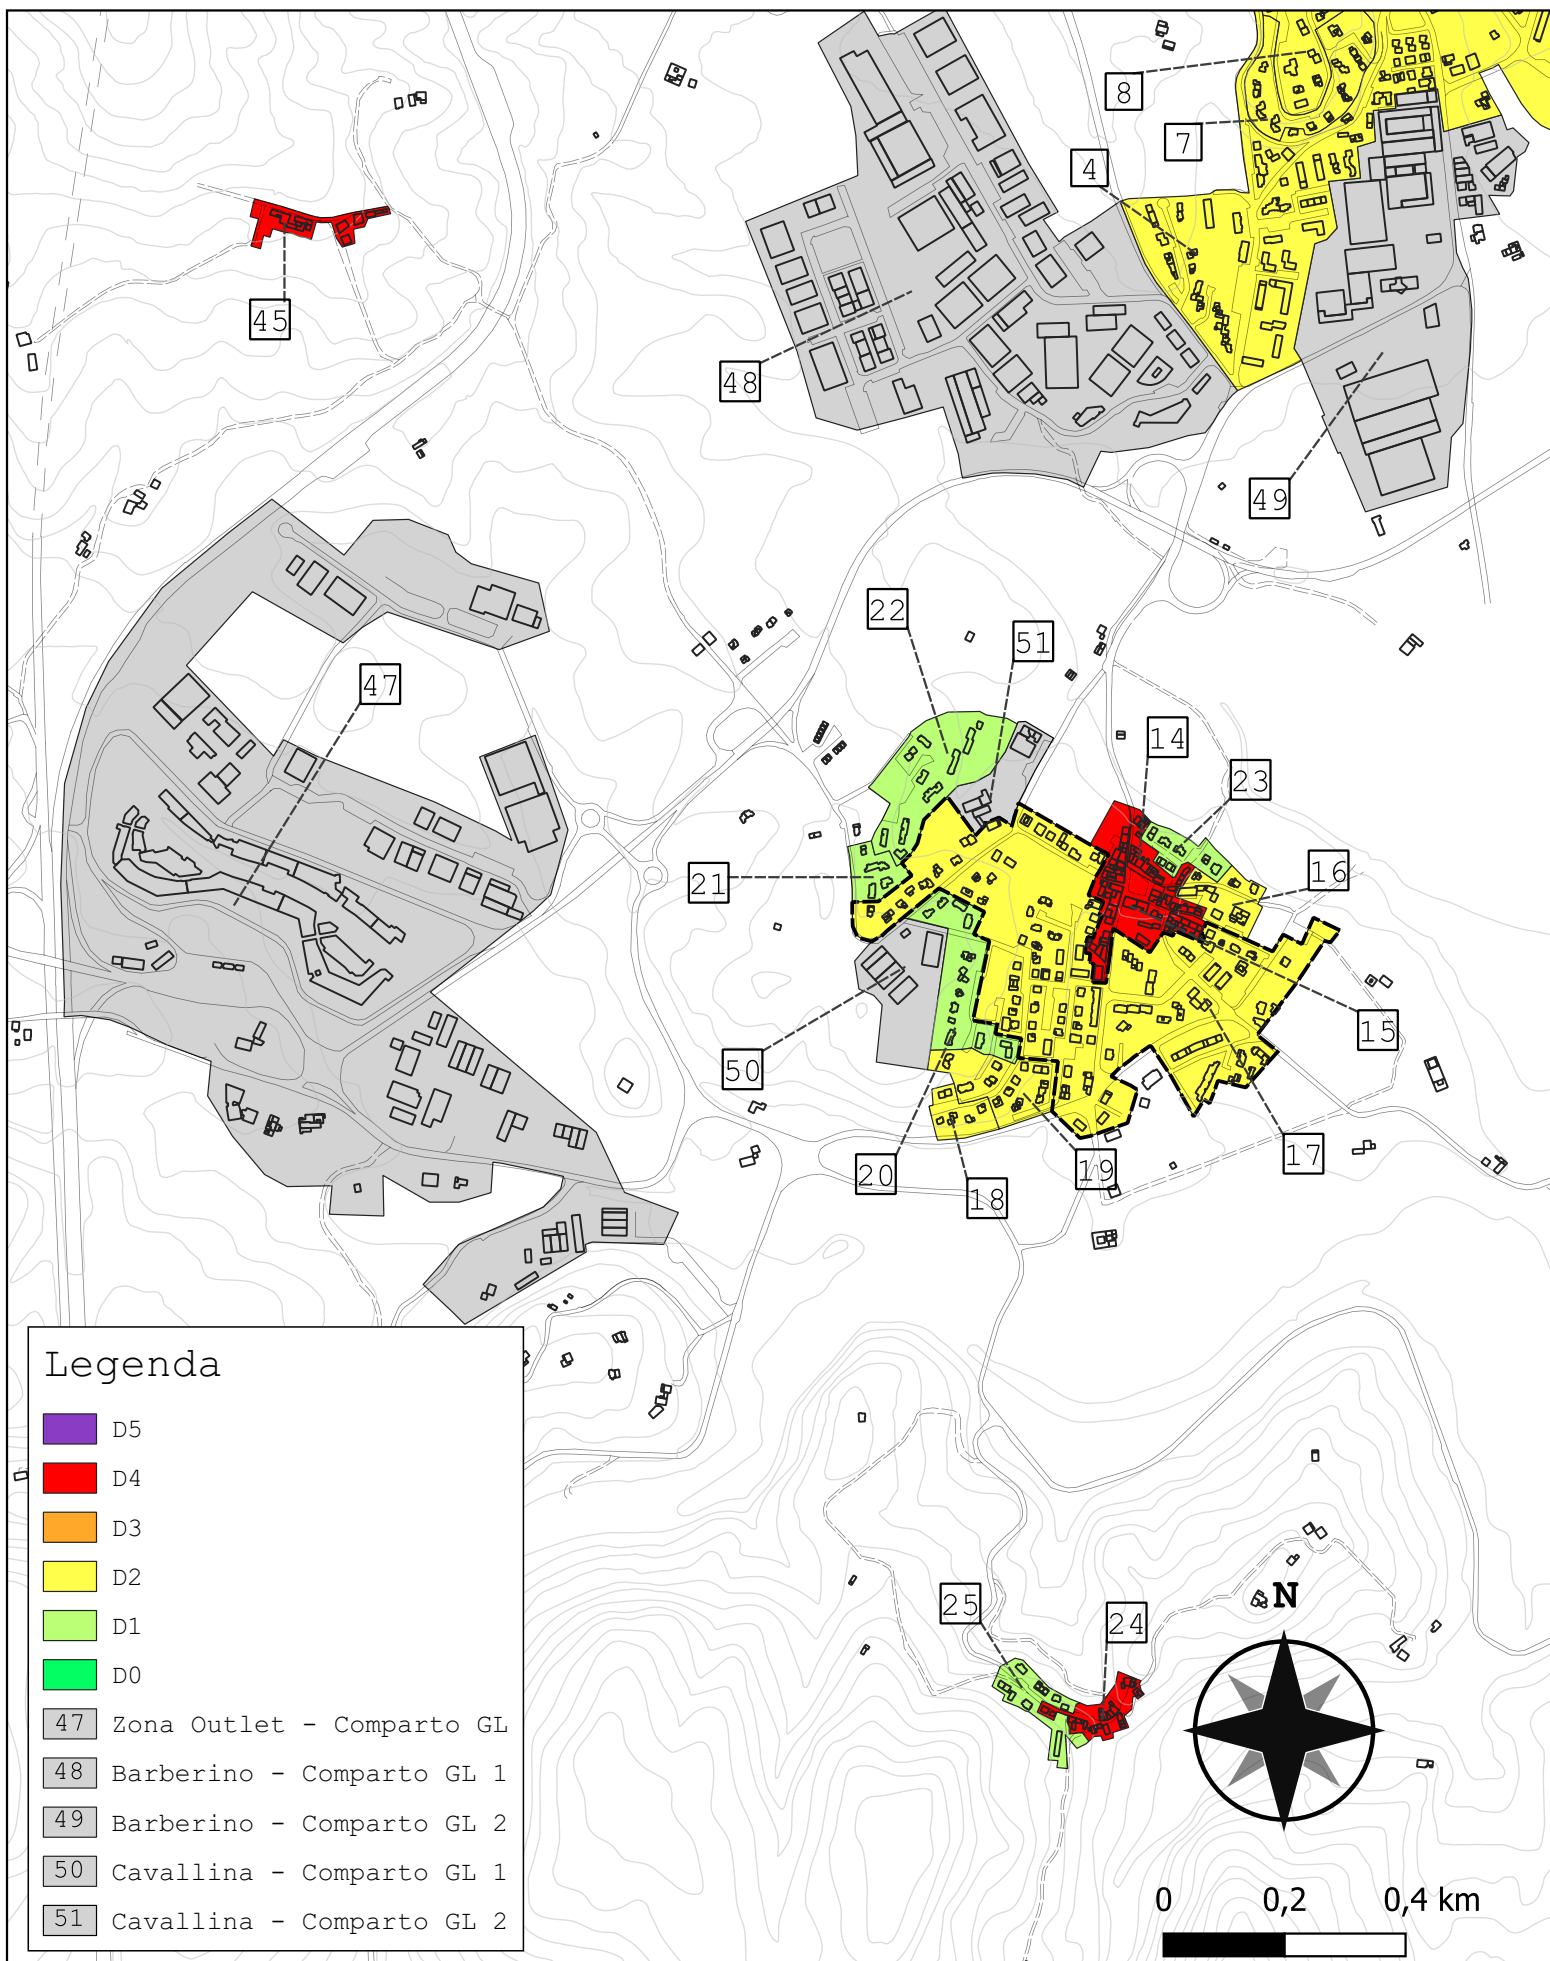 8
7
4
45
48
49
22
51
47
14
23
21
16
15
50
20
18
19
17
25
24
N
Legenda
D5
D4
D3
D2
D1
D0
47 Zona Outlet - Comparto GL
48 Barberino - Comparto GL 1
49 Barberino - Comparto GL 2
50 Cavallina - Comparto GL 1
51 Cavallina - Comparto GL 2
0 0,2 0,4 km